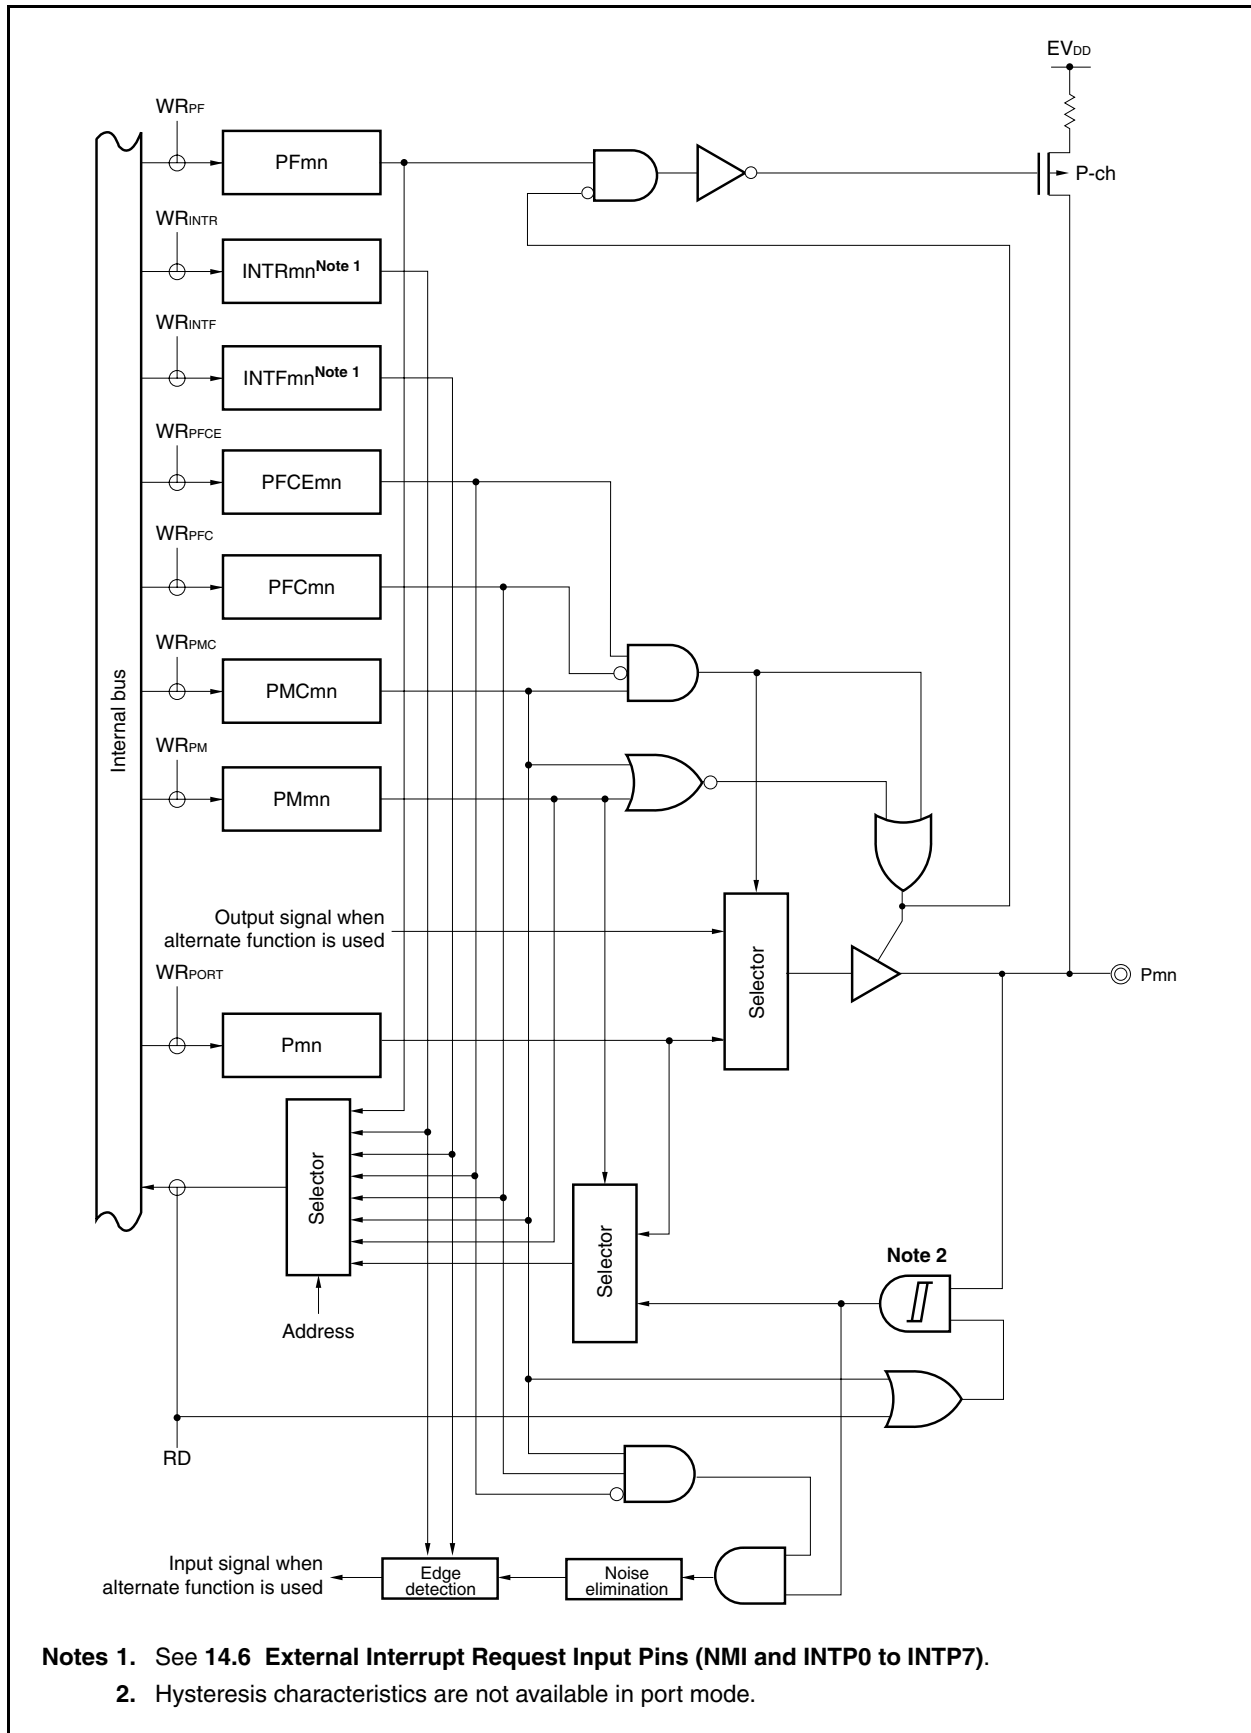 EVDD
WRPF
PFmn
P-ch
WRINTR
INTRmnNote 1
WRINTF
INTFmnNote 1
WRPFCE
PFCEmn
WRPFC
PFCmn
WRPMC
PMCmn
Internal bus
WRPM
PMmn
Output signal when
alternate function is used
Selector
WRPORT
Pmn
Pmn
Selector
Selector
Note 2
Address
RD
Input signal when
alternate function is used
Edge
detection
Noise
elimination
Notes 1. See 14.6 External Interrupt Request Input Pins (NMI and INTP0 to INTP7).
2. Hysteresis characteristics are not available in port mode.